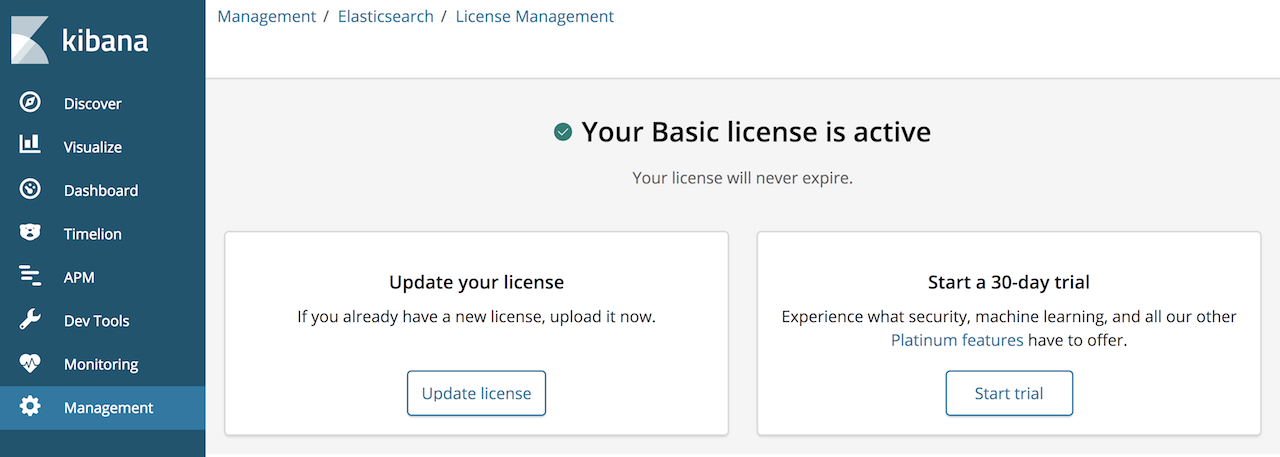 kibana
Discover
Visualize
Dashboard
Timelion
APM
Dev Tools
Monitoring
Management
Management / Elasticsearch / License Management
Your Basic license is active
Your license will never expire.
Update your license
If you already have a new license, upload it now.
Update license
Start a 30-day trial
Experience what security, machine learning, and all our other
Platinum features have to offer.
Start trial